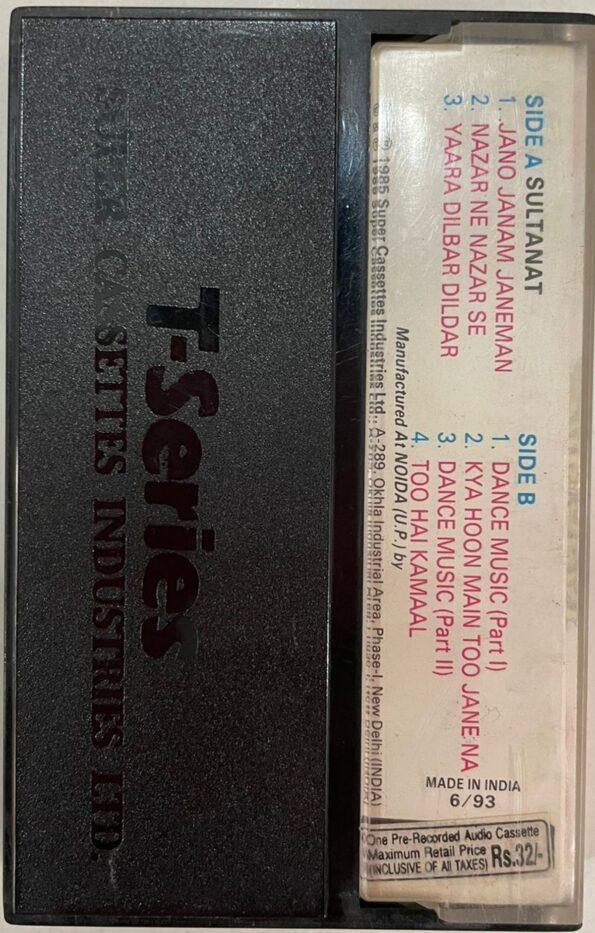 SIDE A SULTANAT
1. JANO JANAM JANEMAN
2. NAZAR NE NAZAR SE
3. YAARA DILBAR DILDAR
SIDE B
1. DANCE MUSIC (Part I)
2. KYA HOON MAIN TOO JANE NA
3. DANCE MUSIC (Part II)
4. TOO HAI KAMAAL
Manufactured At NOIDA (U.P.) by
1985 Super Cassettes Industries Ltd., A-289, Okhla Industrial Area, Phase-I, New Delhi (INDIA)
MADE IN INDIA
6/93
One Pre-Recorded Audio Cassette
Maximum Retail Price Rs.32/-
(INCLUSIVE OF All TAXES)
T-Series
SETTES INDUSTRIES LTD.